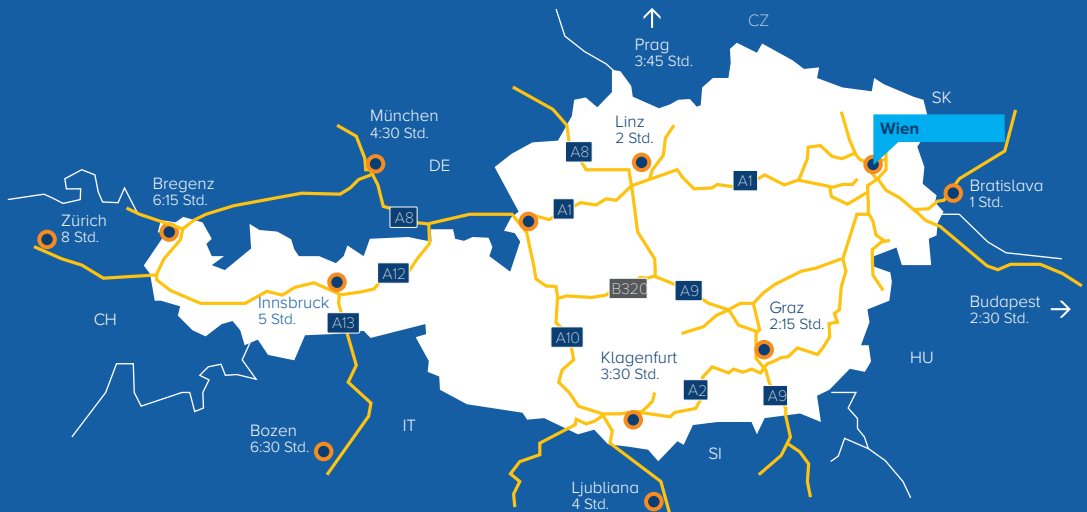 CZ
Prag
3:45 Std.
SK
München
4:30 Std.
Linz
2 Std.
Wien
A8
DE
A1
Bregenz
6:15 Std.
Bratislava
1 Std.
A1
Zürich
8 Std.
A8
A12
B320
A9
Innsbruck
5 Std.
Graz
2:15 Std.
Budapest
2:30 Std.
CH
A13
A10
Klagenfurt
3:30 Std.
HU
A2
A9
IT
Bozen
6:30 Std.
SI
Ljubliana
4 Std.